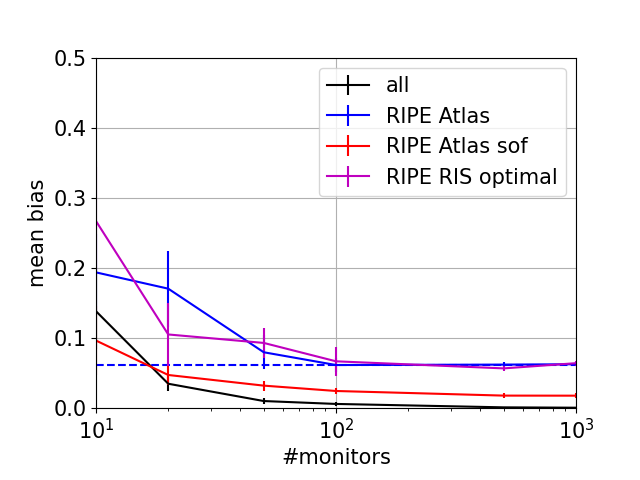 0.5
0.4
0.3
0.2
0.1
0.0
mean bias
all
RIPE Atlas
RIPE Atlas sof
RIPE RIS optimal
10¹ 10² 10³
#monitors